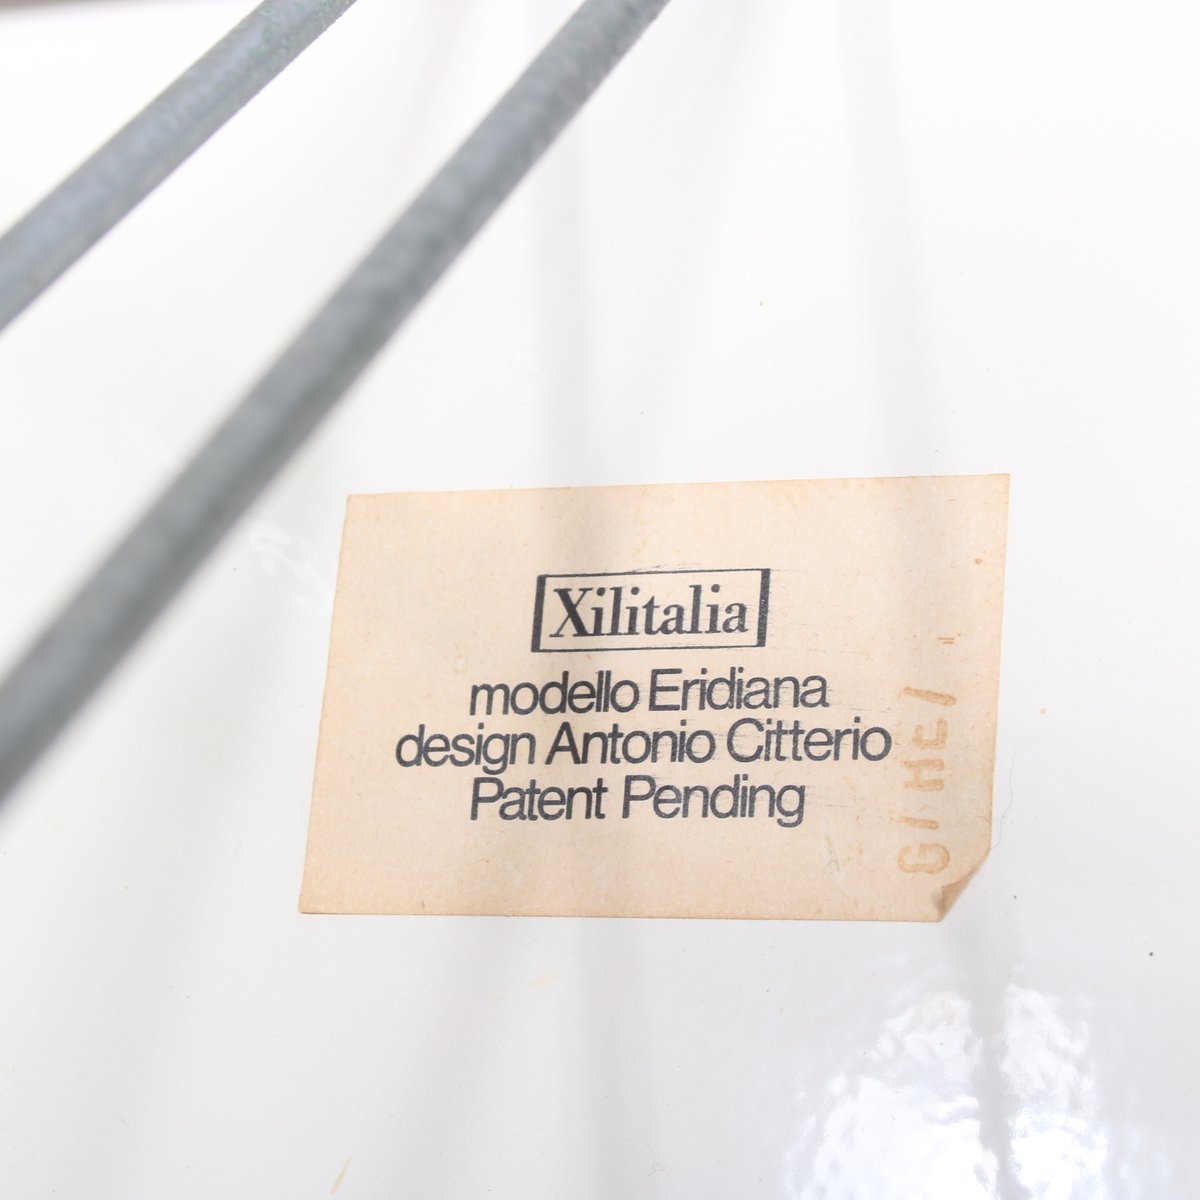 Xilitalia
modello Eridiana
design Antonio Citterio
Patent Pending